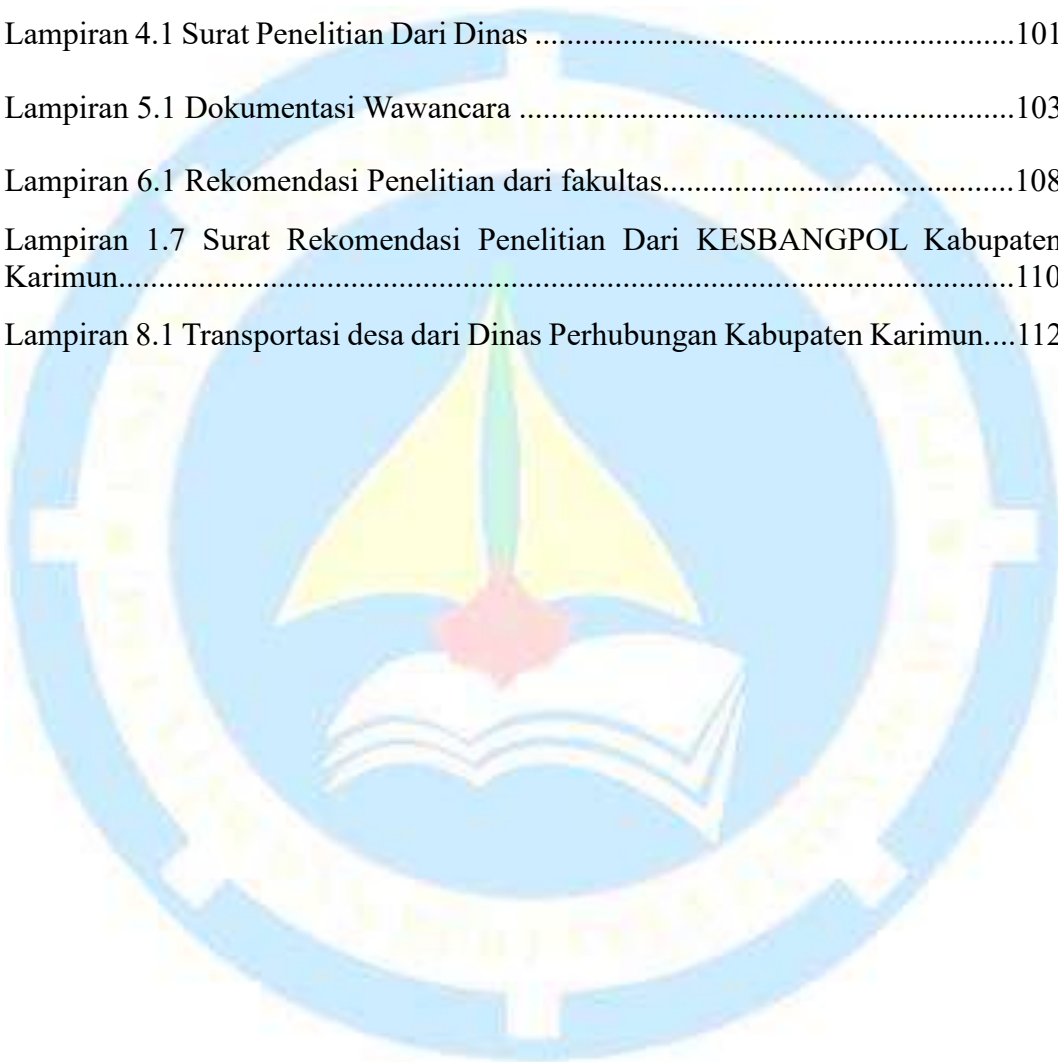 Lampiran 4.1 Surat Penelitian Dari Dinas ............................................................101
Lampiran 5.1 Dokumentasi Wawancara ..............................................................103
Lampiran 6.1 Rekomendasi Penelitian dari fakultas............................................108
Lampiran 1.7 Surat Rekomendasi Penelitian Dari KESBANGPOL Kabupaten
Karimun................................................................................................................110
Lampiran 8.1 Transportasi desa dari Dinas Perhubungan Kabupaten Karimun....112